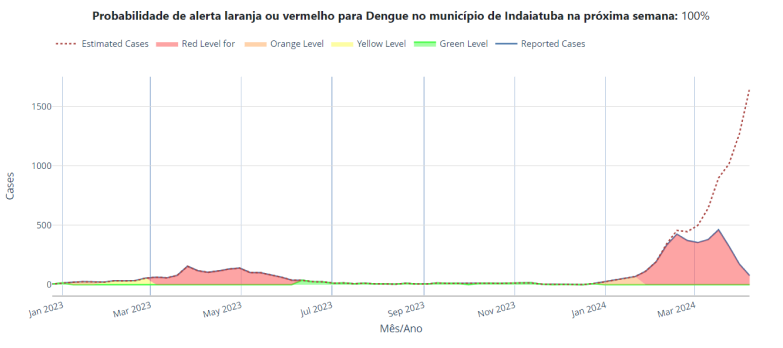 Probabilidade de alerta laranja ou vermelho para Dengue no município de Indaiatuba na próxima semana: 100%
Estimated Cases Red Level for Orange Level Yellow Level Green Level Reported Cases
1500
1000
500
0
Cases
Jan 2023 Mar 2023 May 2023 Jul 2023 Sep 2023 Nov 2023 Jan 2024 Mar 2024
Mês/Ano